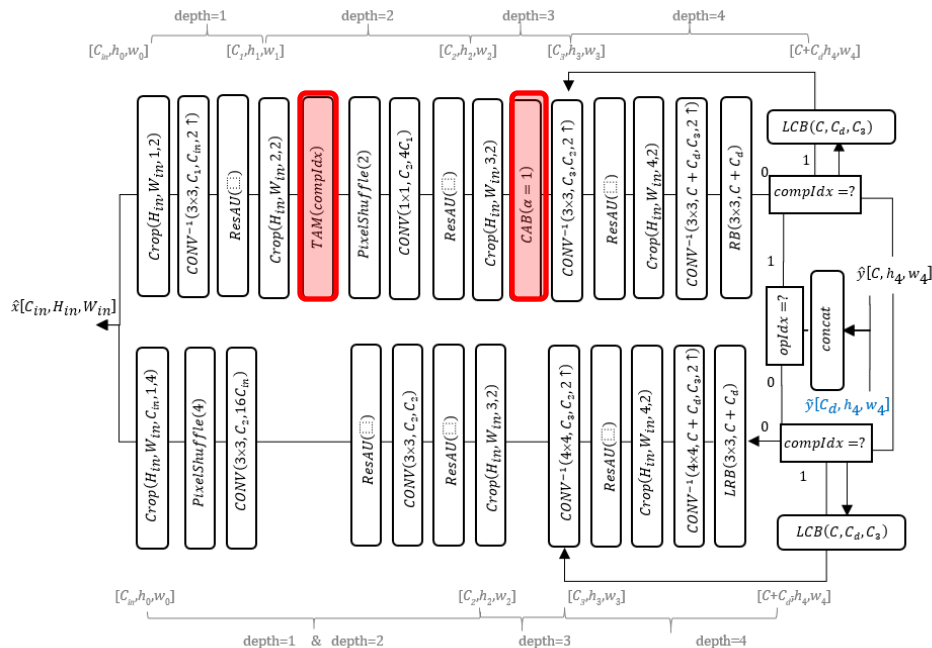 depth=1
depth=2
depth=3
depth=4
[C_in,h_0,w_0]
[C_1,h_1,w_1]
[C_2,h_2,w_2]
[C_3,h_3,w_3]
[C+C_d,h_4,w_4]
Crop(H_in,W_in,1,2)
CONV^{-1}(3×3,C_1,C_in,2↑)
ResAU(⬚)
Crop(H_in,W_in,2,2)
TAM(compIdx)
PixelShuffle(2)
CONV(1×1,C_2,4C_1)
ResAU(⬚)
Crop(H_in,W_in,3,2)
CAB(α=1)
CONV^{-1}(3×3,C_3,C_2,2↑)
ResAU(⬚)
Crop(H_in,W_in,4,2)
CONV^{-1}(3×3,C+C_d,C_3,2↑)
RB(3×3,C+C_d)
LCB(C,C_d,C_3)
1
0
compIdx=?
1
ŷ[C,h_4,w_4]
x̂[C_in,H_in,W_in]
opIdx=?
concat
0
ỹ[C_d,h_4,w_4]
0
compIdx=?
1
LCB(C,C_d,C_3)
Crop(H_in,W_in,C_in,1,4)
PixelShuffle(4)
CONV(3×3,C_2,16C_in)
ResAU(⬚)
CONV(3×3,C_2,C_2)
ResAU(⬚)
Crop(H_in,W_in,3,2)
CONV^{-1}(4×4,C_3,C_2,2↑)
ResAU(⬚)
Crop(H_in,W_in,4,2)
CONV^{-1}(4×4,C+C_d,C_3,2↑)
LRB(3×3,C+C_d)
[C_in,h_0,w_0]
[C_2,h_2,w_2]
[C_3,h_3,w_3]
[C+C_d,h_4,w_4]
depth=1 & depth=2
depth=3
depth=4